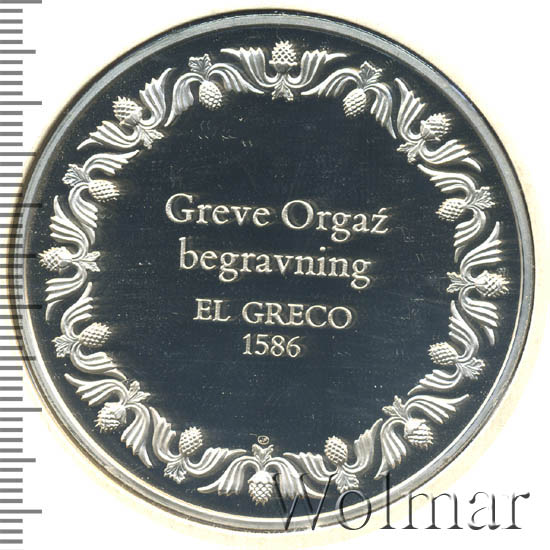 Greve Orgaź
begravning
EL GRECO
1586
Wolmar